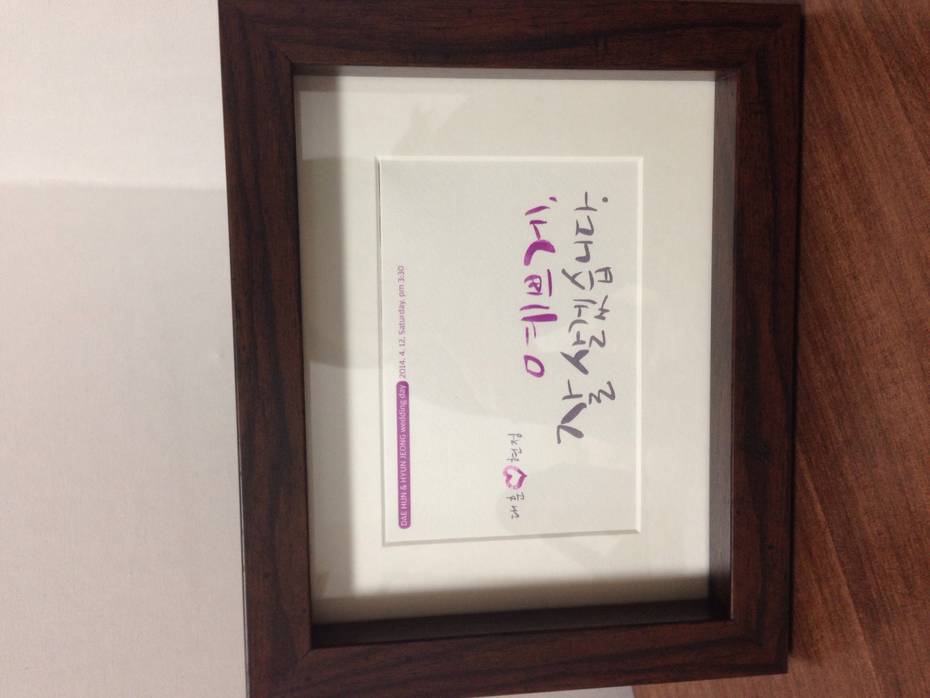 DAE HUN & HYUN JEONG wedding day 2014. 4. 12. Saturday. pm 3:30
대훈 현정
예쁘게
잘 살겠습니다.